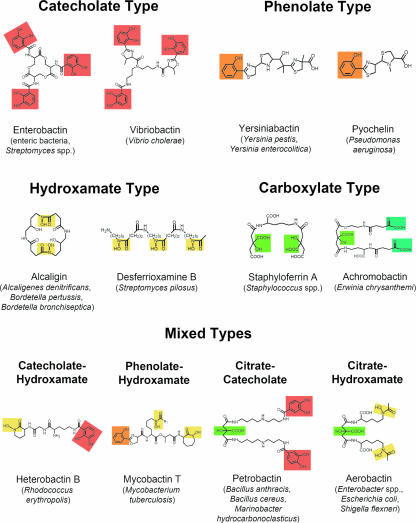 Catecholate Type
Phenolate Type
Enterobactin
(enteric bacteria,
Streptomyces spp.)
Vibriobactin
(Vibrio cholerae)
Yersiniabactin
(Yersinia pestis,
Yersinia enterocolitica)
Pyochelin
(Pseudomonas
aeruginosa)
Hydroxamate Type
Carboxylate Type
Alcaligin
(Alcaligenes denitrificans,
Bordetella pertussis,
Bordetella bronchiseptica)
Desferrioxamine B
(Streptomyces pilosus)
Staphyloferrin A
(Staphylococcus spp.)
Achromobactin
(Erwinia chrysanthemi)
Mixed Types
Catecholate-
Hydroxamate
Phenolate-
Hydroxamate
Citrate-
Catecholate
Citrate-
Hydroxamate
Heterobactin B
(Rhodococcus
erythropolis)
Mycobactin T
(Mycobacterium
tuberculosis)
Petrobactin
(Bacillus anthracis,
Bacillus cereus,
Marinobacter
hydrocarbonoclasticus)
Aerobactin
(Enterobacter spp.,
Escherichia coli,
Shigella flexneri)